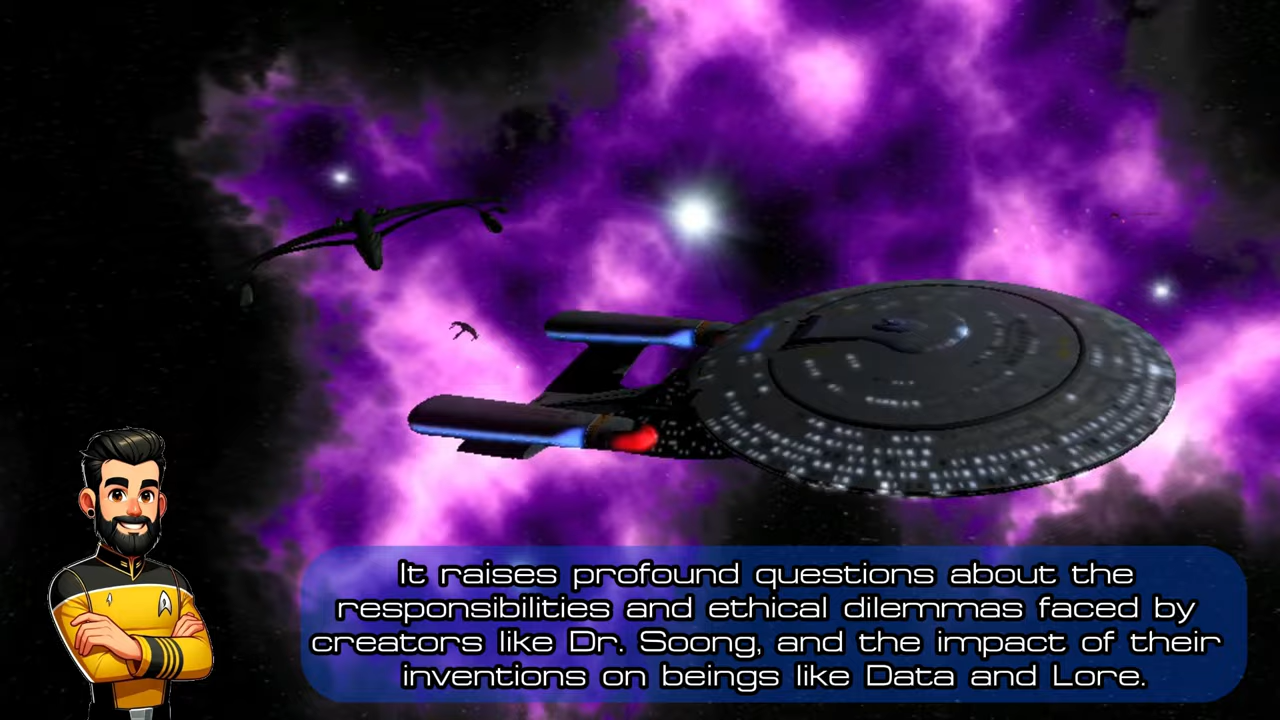 It raises profound questions about the
responsibilities and ethical dilemmas faced by
creators like Dr. Soong, and the impact of their
inventions on beings like Data and Lore.